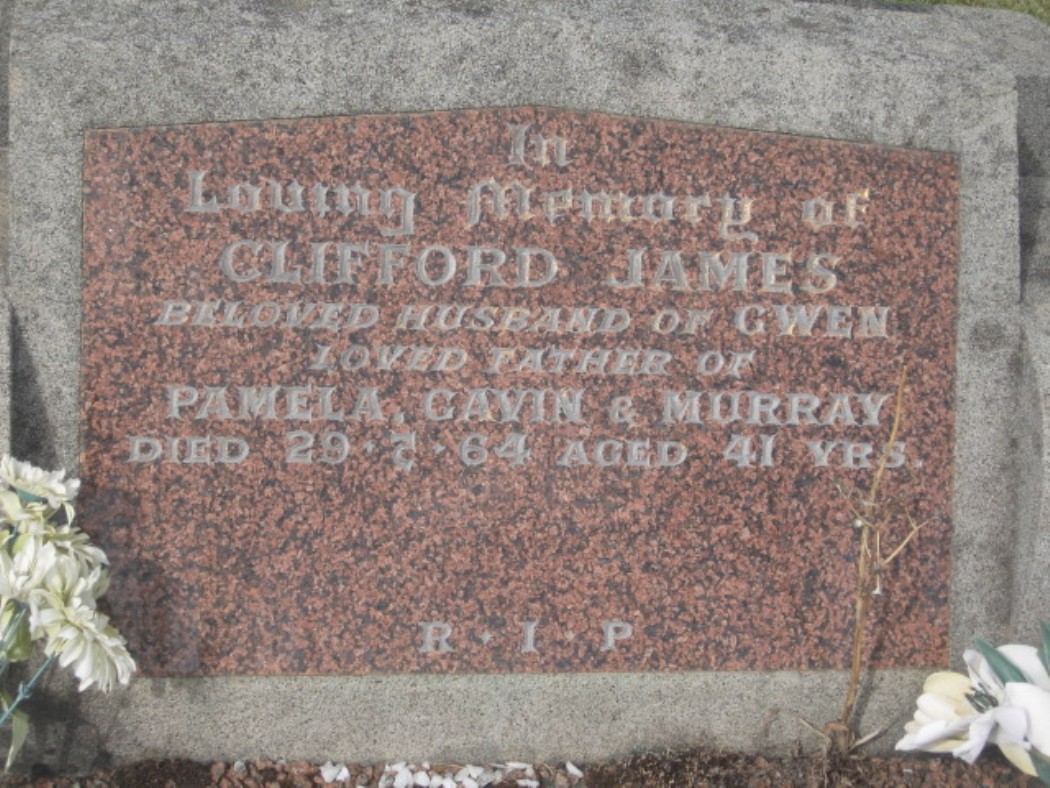 In
Loving Memory of
CLIFFORD JAMES
BELOVED HUSBAND OF GWEN
LOVED FATHER OF
PAMELA, GAVIN & MURRAY
DIED 29·7·64 AGED 41 YRS.
R·I·P